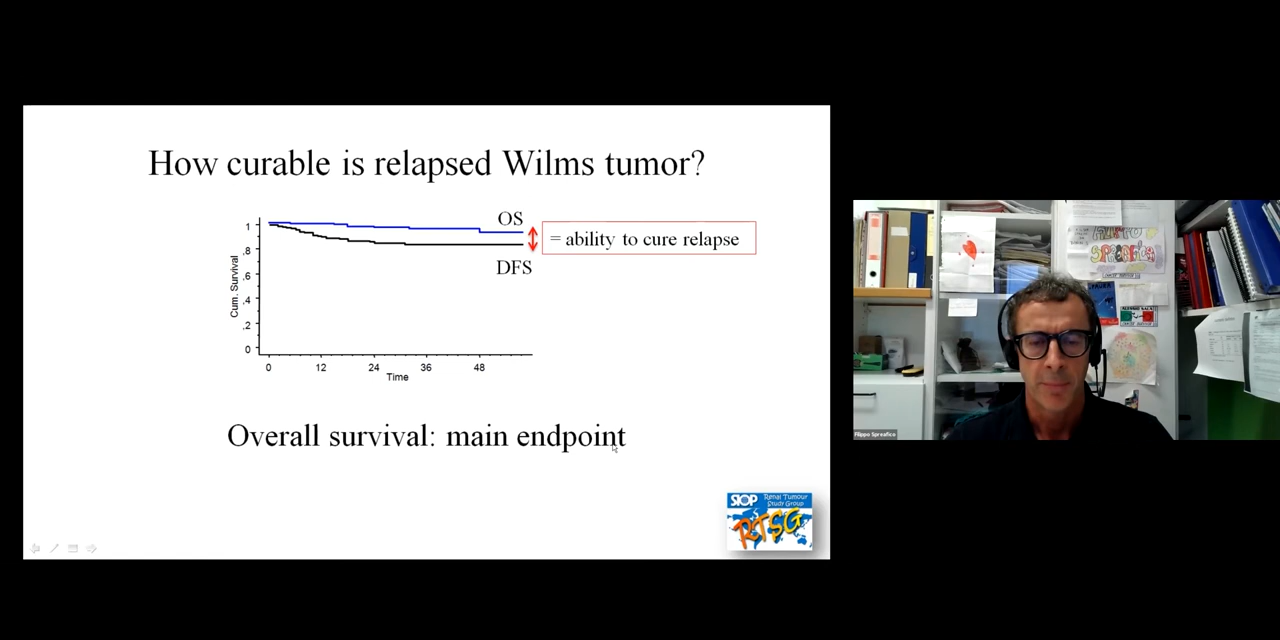 How curable is relapsed Wilms tumor?
OS
= ability to cure relapse
DFS
Cum. Survival
1
.8
.6
.4
.2
0
0 12 24 36 48
Time
Overall survival: main endpoint
SIOP Renal Tumour
Study Group
RTSG
Filippo Spreafico